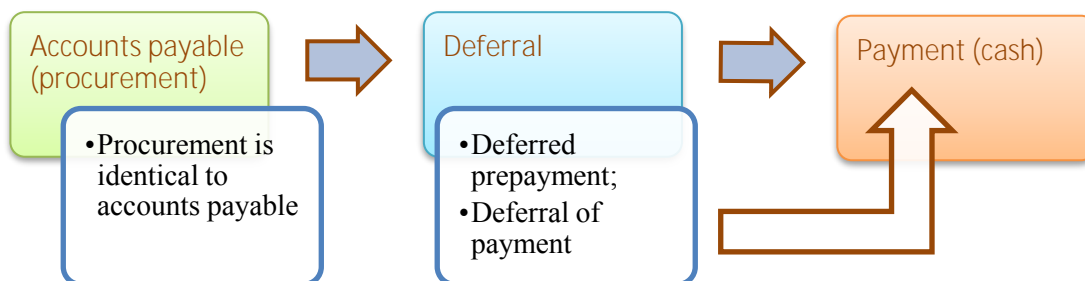 Accounts payable
(procurement)
•Procurement is
identical to
accounts payable
Deferral
•Deferred
prepayment;
•Deferral of
payment
Payment (cash)